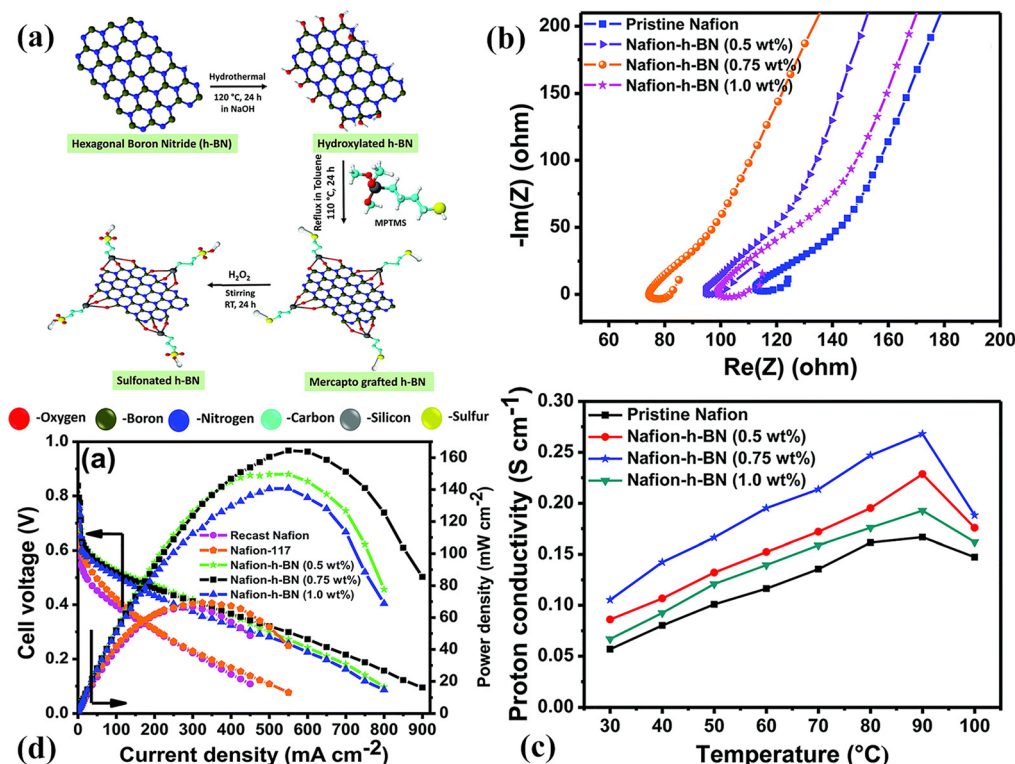 (a)
Hydrothermal
120 °C, 24 h
in NaOH
Hexagonal Boron Nitride (h-BN)
Hydroxylated h-BN
Reflux in Toluene
110 °C, 24 h
MPTMS
H₂O₂
Stirring
RT, 24 h
Sulfonated h-BN
Mercapto grafted h-BN
-Oxygen
-Boron
-Nitrogen
-Carbon
-Silicon
-Sulfur
(b)
Pristine Nafion
Nafion-h-BN (0.5 wt%)
Nafion-h-BN (0.75 wt%)
Nafion-h-BN (1.0 wt%)
-Im(Z) (ohm)
200
150
100
50
0
60
80
100
120
140
160
180
200
Re(Z) (ohm)
(a)
Cell voltage (V)
1.0
0.8
0.6
0.4
0.2
0.0
Recast Nafion
Nafion-117
Nafion-h-BN (0.5 wt%)
Nafion-h-BN (0.75 wt%)
Nafion-h-BN (1.0 wt%)
160
140
120
100
80
60
40
20
0
Power density (mW cm⁻²)
0
100
200
300
400
500
600
700
800
900
Current density (mA cm⁻²)
(d)
Proton conductivity (S cm⁻¹)
0.30
0.25
0.20
0.15
0.10
0.05
0.00
Pristine Nafion
Nafion-h-BN (0.5 wt%)
Nafion-h-BN (0.75 wt%)
Nafion-h-BN (1.0 wt%)
30
40
50
60
70
80
90
100
Temperature (°C)
(c)